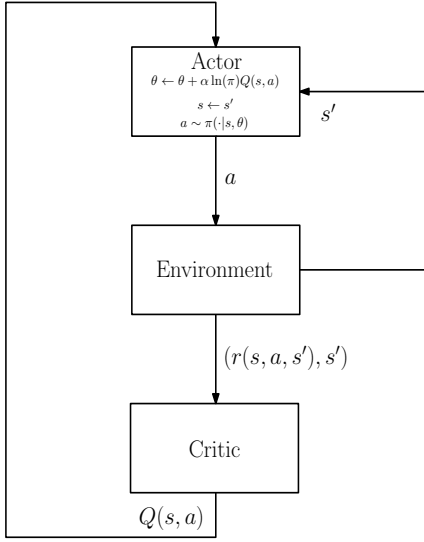 Actor
θ ← θ + α ln(π)Q(s, a)
s ← s′
a ∼ π(·|s, θ)
s′
a
Environment
(r(s, a, s′), s′)
Critic
Q(s, a)